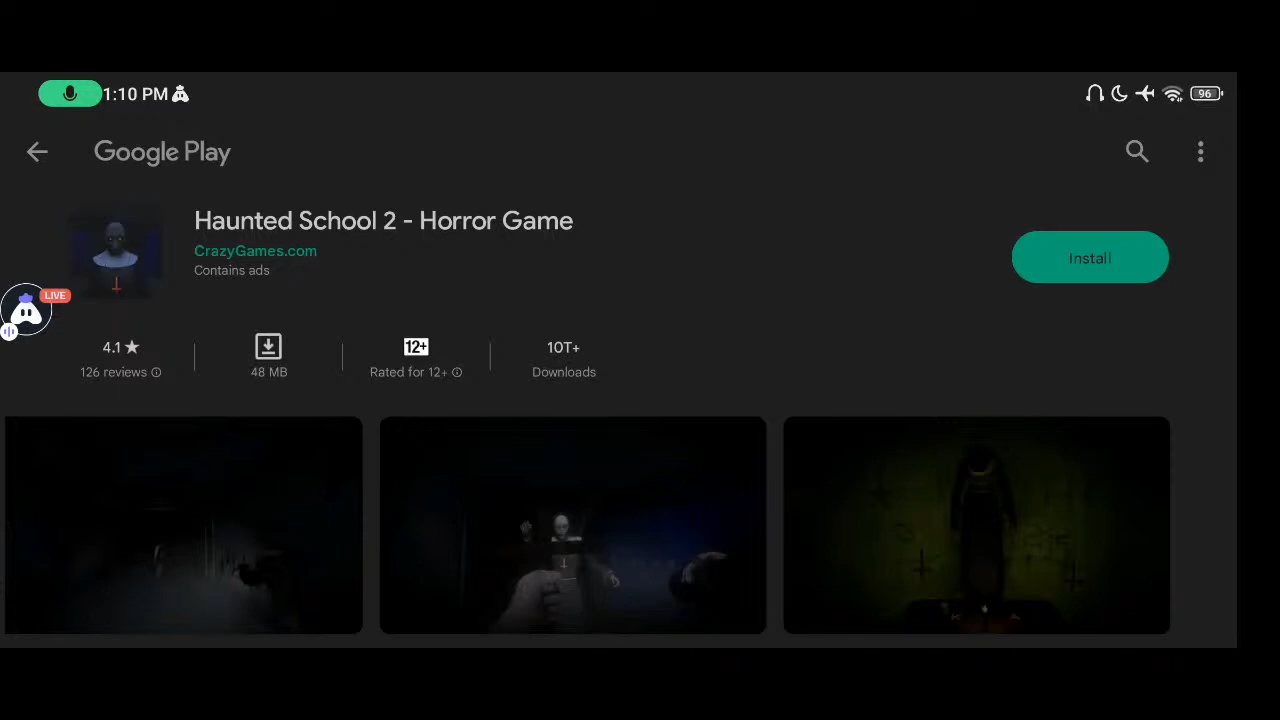 1:10 PM
96
Google Play
Haunted School 2 - Horror Game
CrazyGames.com
Contains ads
Install
LIVE
4.1★
12+
10T+
126 reviews
48 MB
Rated for 12+
Downloads